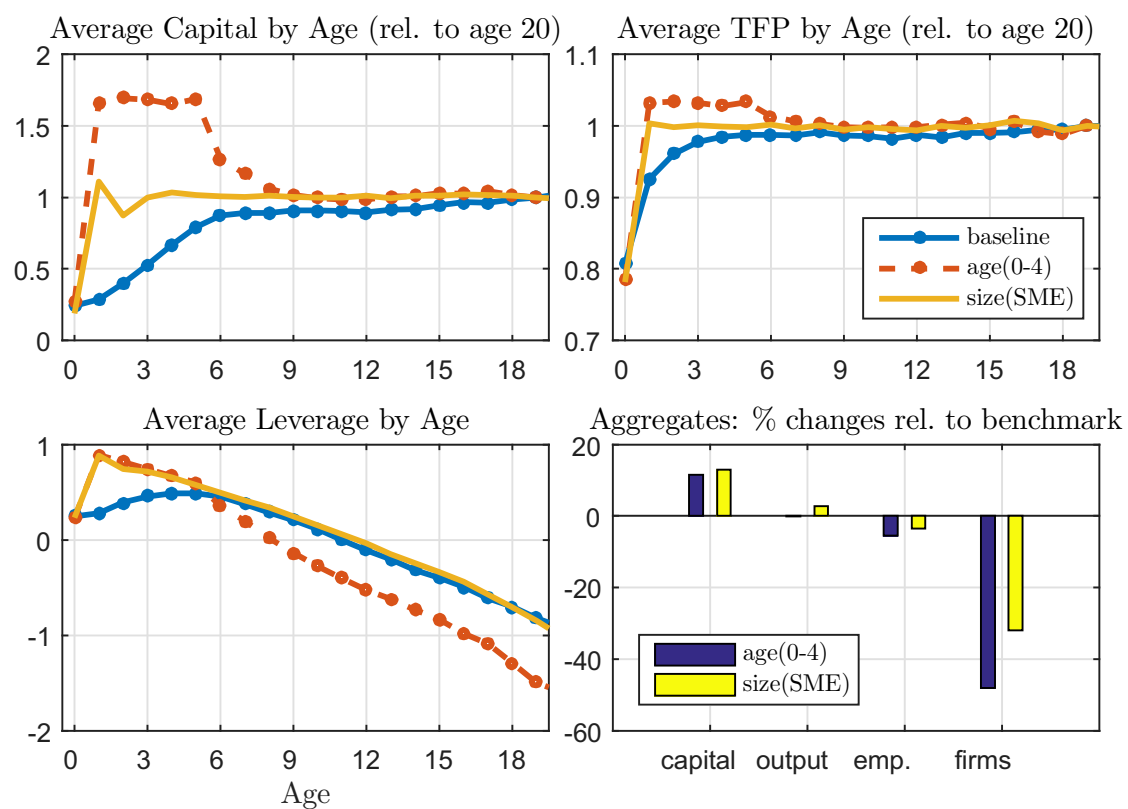 Average Capital by Age (rel. to age 20)
2
1.5
1
0.5
0
0 3 6 9 12 15 18
Average TFP by Age (rel. to age 20)
1.1
1
0.9
0.8
0.7
baseline
age(0-4)
size(SME)
0 3 6 9 12 15 18
Average Leverage by Age
1
0
-1
-2
0 3 6 9 12 15 18
Age
Aggregates: % changes rel. to benchmark
20
0
-20
-40
-60
age(0-4)
size(SME)
capital output emp. firms